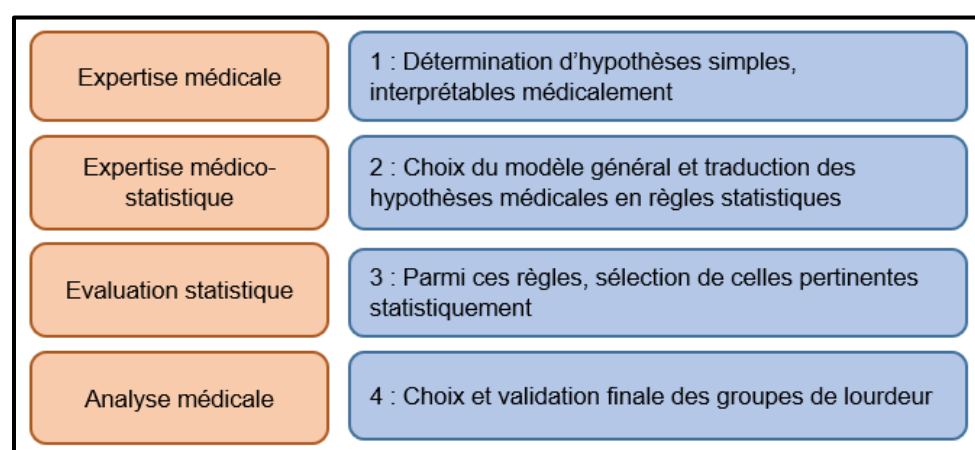 Expertise médicale
1 : Détermination d'hypothèses simples,
interprétables médicalement
Expertise médico-
statistique
2 : Choix du modèle général et traduction des
hypothèses médicales en règles statistiques
Evaluation statistique
3 : Parmi ces règles, sélection de celles pertinentes
statistiquement
Analyse médicale
4 : Choix et validation finale des groupes de lourdeur